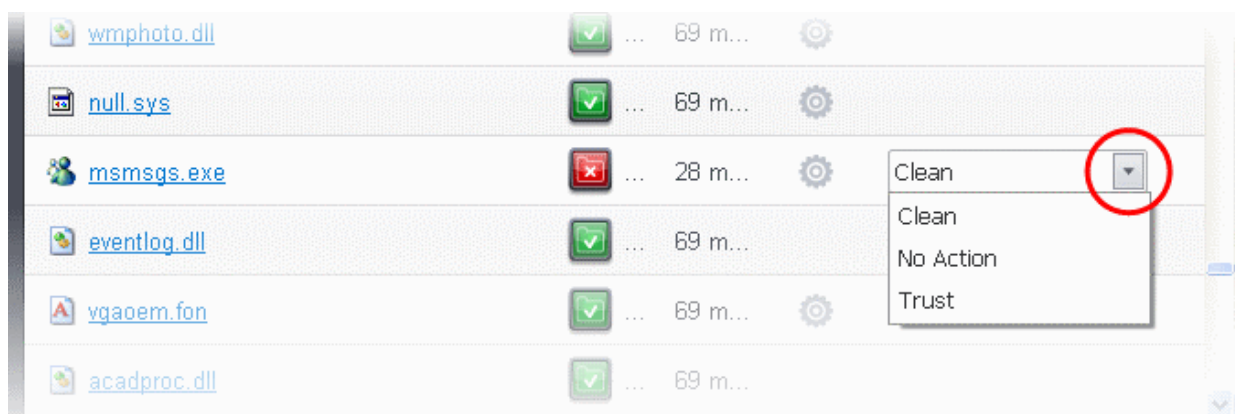 wmphoto.dll ... 69 m...
null.sys ... 69 m...
msmsgs.exe ... 28 m... Clean
Clean
eventlog.dll ... 69 m...
No Action
Trust
vgaoem.fon ... 69 m...
acadproc.dll ... 69 m...